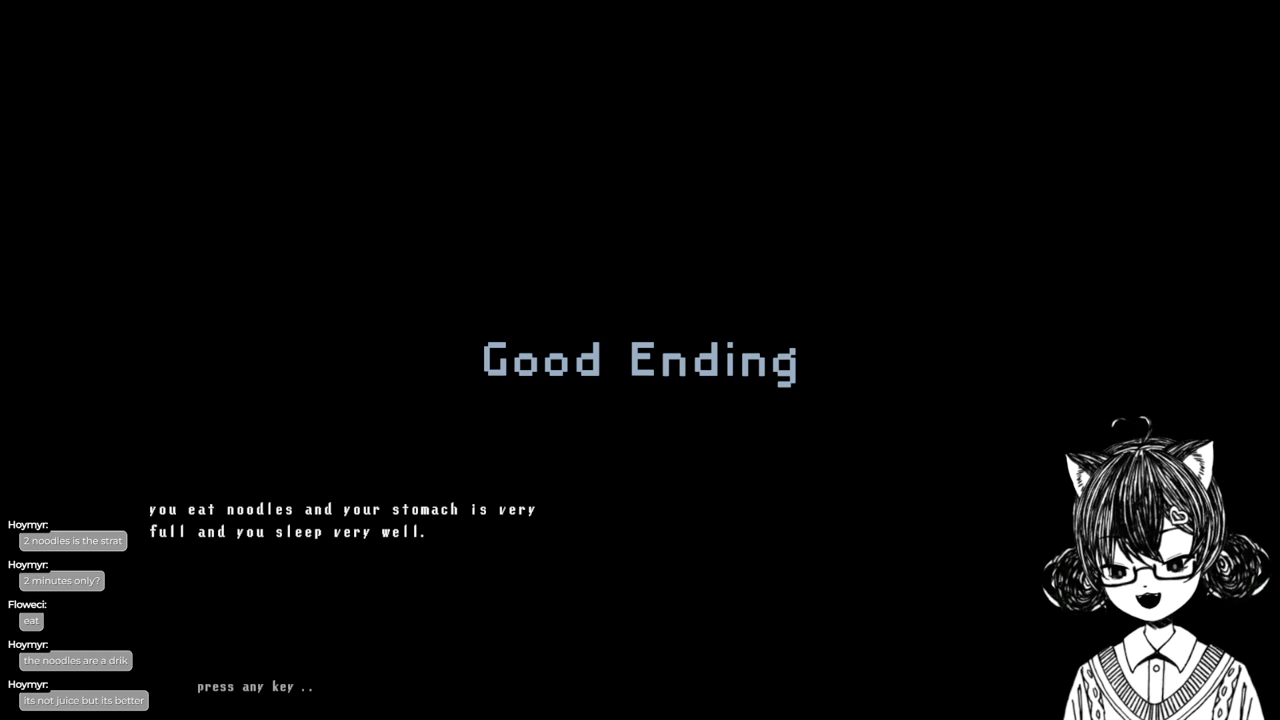 Good Ending
you eat noodles and your stomach is very
full and you sleep very well.
Hoymyr:
2 noodles is the strat
Hoymyr:
2 minutes only?
Floweci:
eat
Hoymyr:
the noodles are a drik
Hoymyr:
its not juice but its better
press any key ..